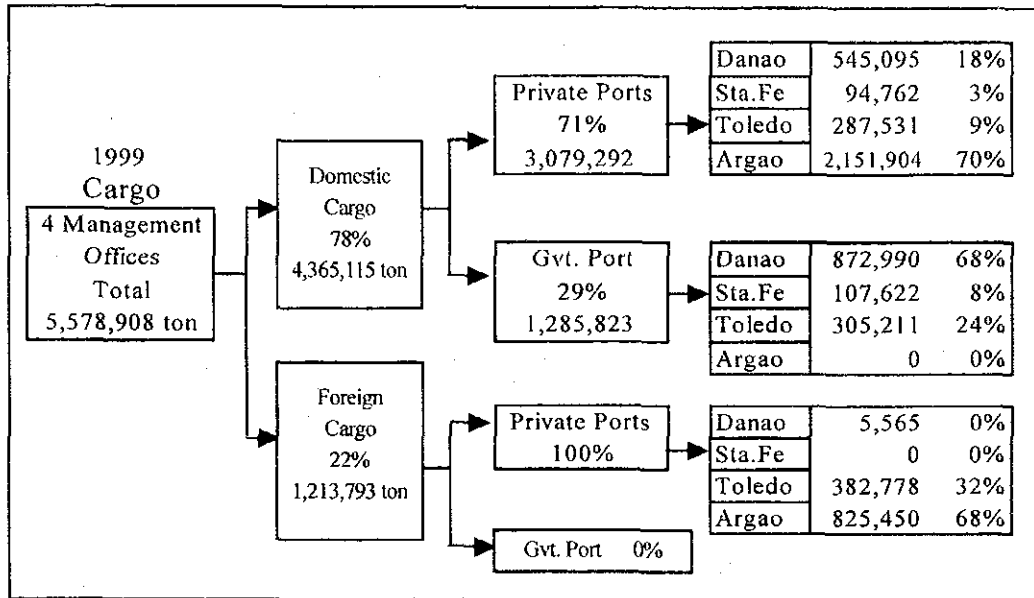 1999
Cargo
4 Management
Offices
Total
5,578,908 ton
Domestic
Cargo
78%
4,365,115 ton
Foreign
Cargo
22%
1,213,793 ton
Private Ports
71%
3,079,292
Gvt. Port
29%
1,285,823
Private Ports
100%
Gvt. Port 0%
Danao 545,095 18%
Sta.Fe 94,762 3%
Toledo 287,531 9%
Argao 2,151,904 70%
Danao 872,990 68%
Sta.Fe 107,622 8%
Toledo 305,211 24%
Argao 0 0%
Danao 5,565 0%
Sta.Fe 0 0%
Toledo 382,778 32%
Argao 825,450 68%